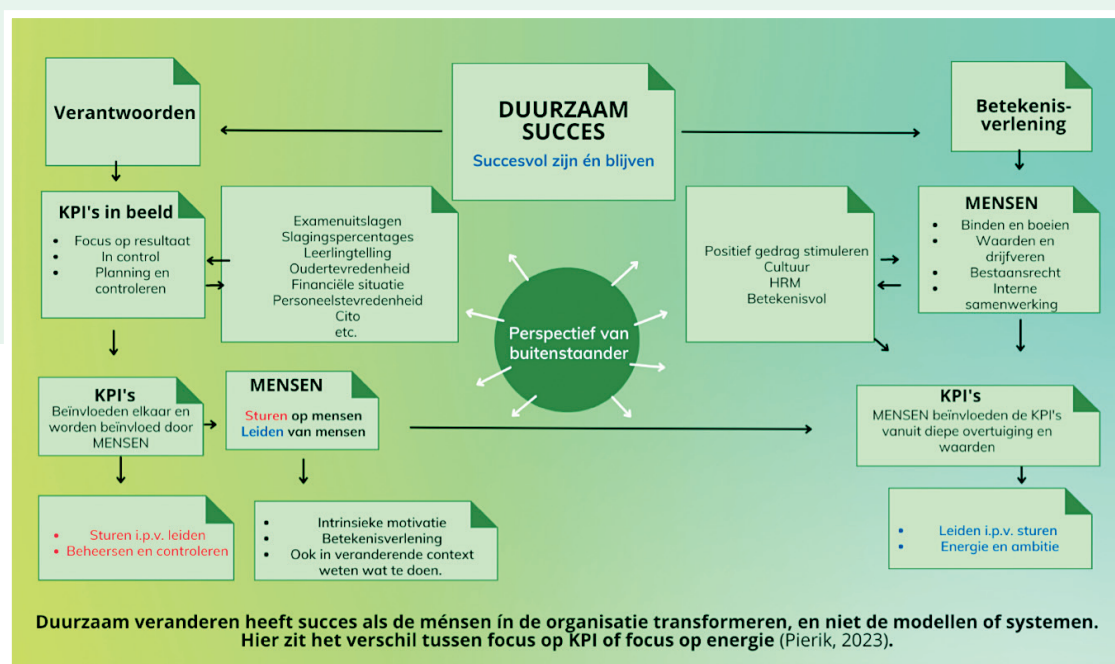 DUURZAAM
SUCCES
Succesvol zijn én blijven
Verantwoorden
KPI's in beeld
• Focus op resultaat
• In control
• Planning en
controleren
Examenuitslagen
Slagingspercentages
Leerlingtelling
Oudertevredenheid
Financiële situatie
Personeelstevredenheid
Cito
etc.
KPI's
Beïnvloeden elkaar en
worden beïnvloed door
MENSEN
MENSEN
Sturen op mensen
Leiden van mensen
• Sturen i.p.v. leiden
• Beheersen en controleren
• Intrinsieke motivatie
• Betekenisverlening
• Ook in veranderende context
weten wat te doen.
Perspectief van
buitenstaander
Betekenis-
verlening
Positief gedrag stimuleren
Cultuur
HRM
Betekenisvol
MENSEN
• Binden en boeien
• Waarden en
drijfveren
• Bestaansrecht
• Interne
samenwerking
KPI's
MENSEN beïnvloeden de KPI's
vanuit diepe overtuiging en
waarden
• Leiden i.p.v. sturen
• Energie en ambitie
Duurzaam veranderen heeft succes als de ménsen ín de organisatie transformeren, en niet de modellen of systemen.
Hier zit het verschil tussen focus op KPI of focus op energie (Pierik, 2023).